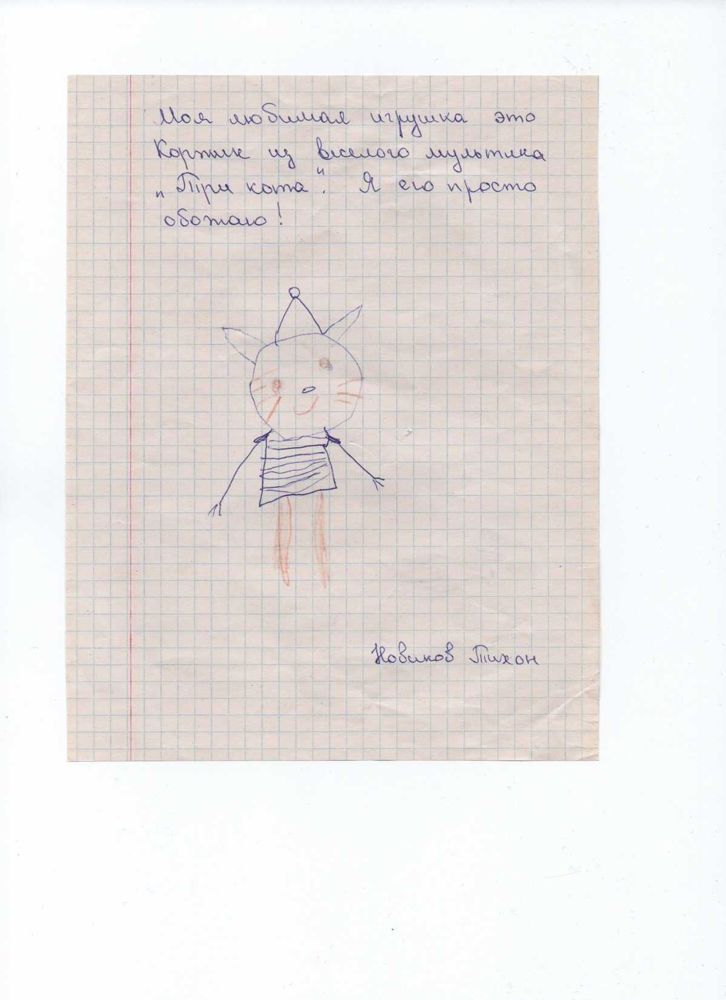 Моя любимая игрушка это
Коржик из веселого мультика
„Три кота". Я его просто
обожаю!
Новиков Тихон